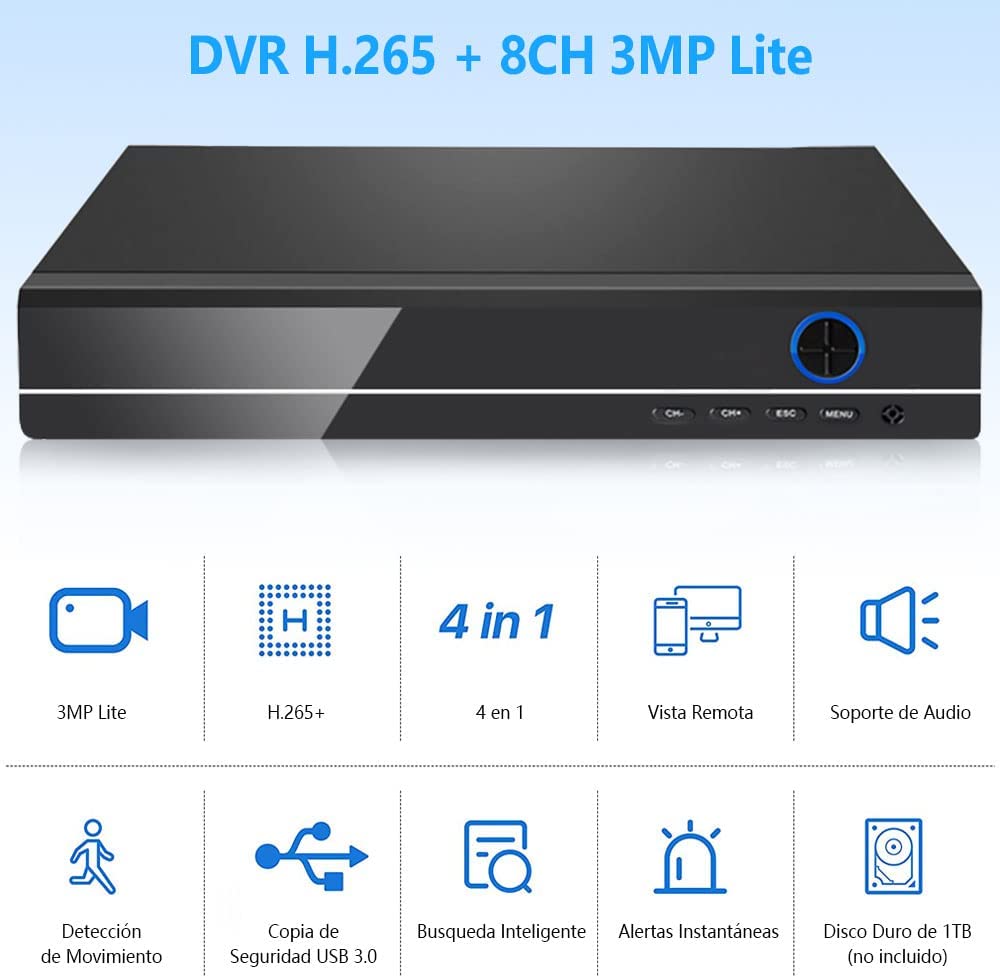 DVR H.265 + 8CH 3MP Lite
CH- CH+ ESC MENU
H 4 in 1
3MP Lite H.265+ 4 en 1 Vista Remota Soporte de Audio
Detección Copia de Busqueda Inteligente Alertas Instantáneas Disco Duro de 1TB
de Movimiento Seguridad USB 3.0 (no incluido)